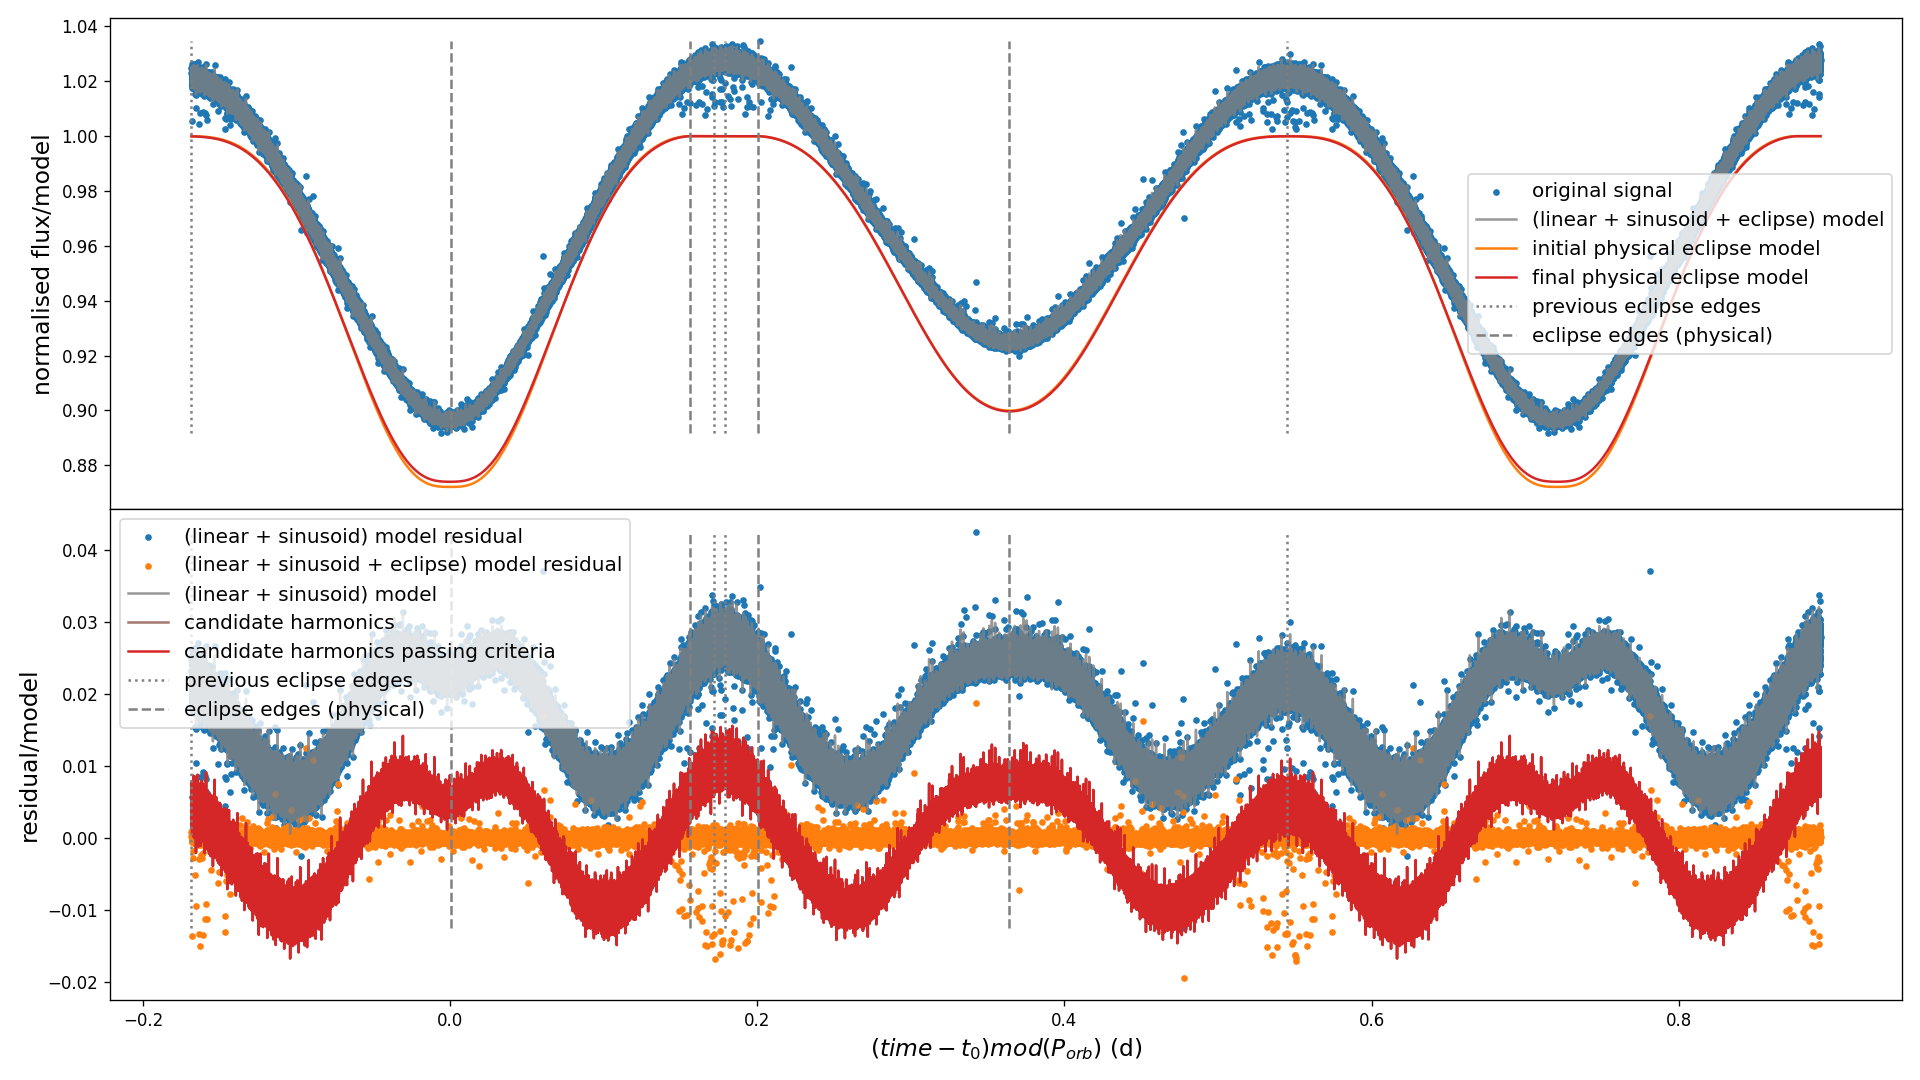 1.04
1.02
1.00
0.98
0.96
0.94
0.92
0.90
0.88
normalised flux/model
original signal
(linear + sinusoid + eclipse) model
initial physical eclipse model
final physical eclipse model
previous eclipse edges
eclipse edges (physical)
0.04
0.03
0.02
0.01
0.00
−0.01
−0.02
residual/model
(linear + sinusoid) model residual
(linear + sinusoid + eclipse) model residual
(linear + sinusoid) model
candidate harmonics
candidate harmonics passing criteria
previous eclipse edges
eclipse edges (physical)
−0.2 0.0 0.2 0.4 0.6 0.8
(time − t₀)mod(P_orb) (d)